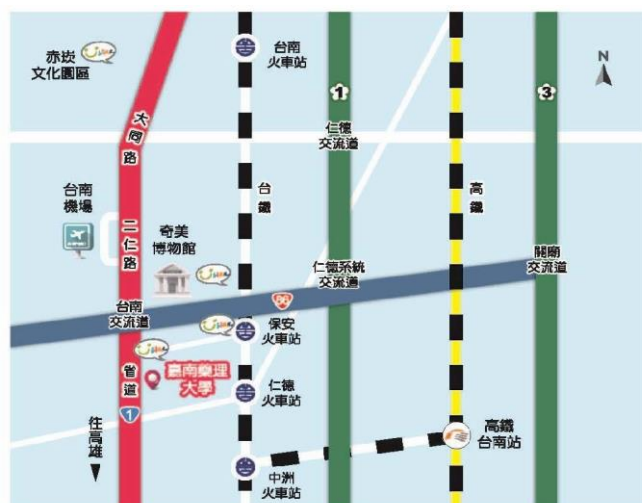 赤崁
文化園區
台南
火車站
N
1
3
大同路
仁德
交流道
台南
機場
二仁路
奇美
博物館
台鐵
高鐵
關廟
交流道
仁德系統
交流道
86
台南
交流道
保安
火車站
省道
臺南藥理
大學
1
仁德
火車站
往高雄
高鐵
台南站
中洲
火車站